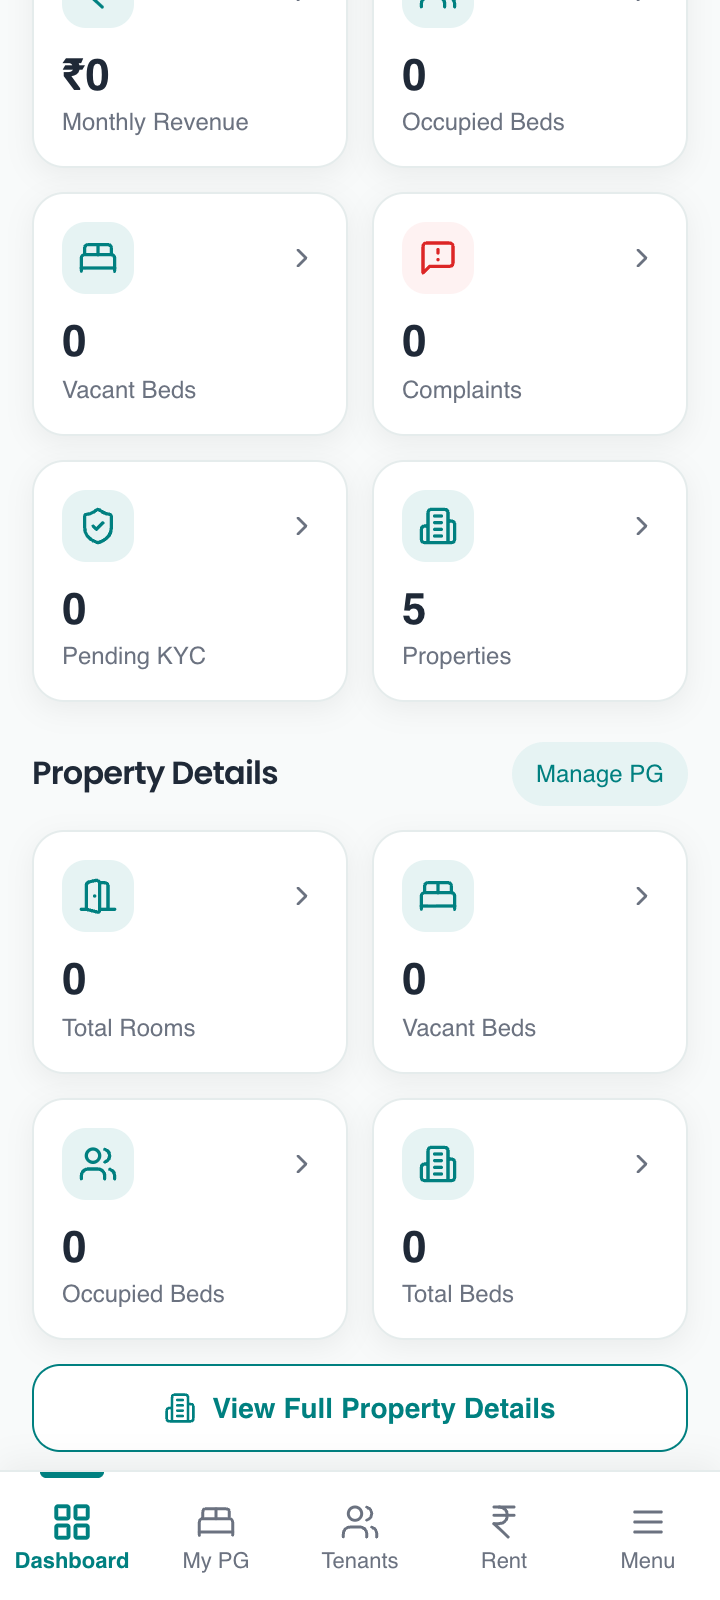 ₹0
Monthly Revenue
0
Occupied Beds
0
Vacant Beds
0
Complaints
0
Pending KYC
5
Properties
Property Details
Manage PG
0
Total Rooms
0
Vacant Beds
0
Occupied Beds
0
Total Beds
View Full Property Details
Dashboard
My PG
Tenants
Rent
Menu